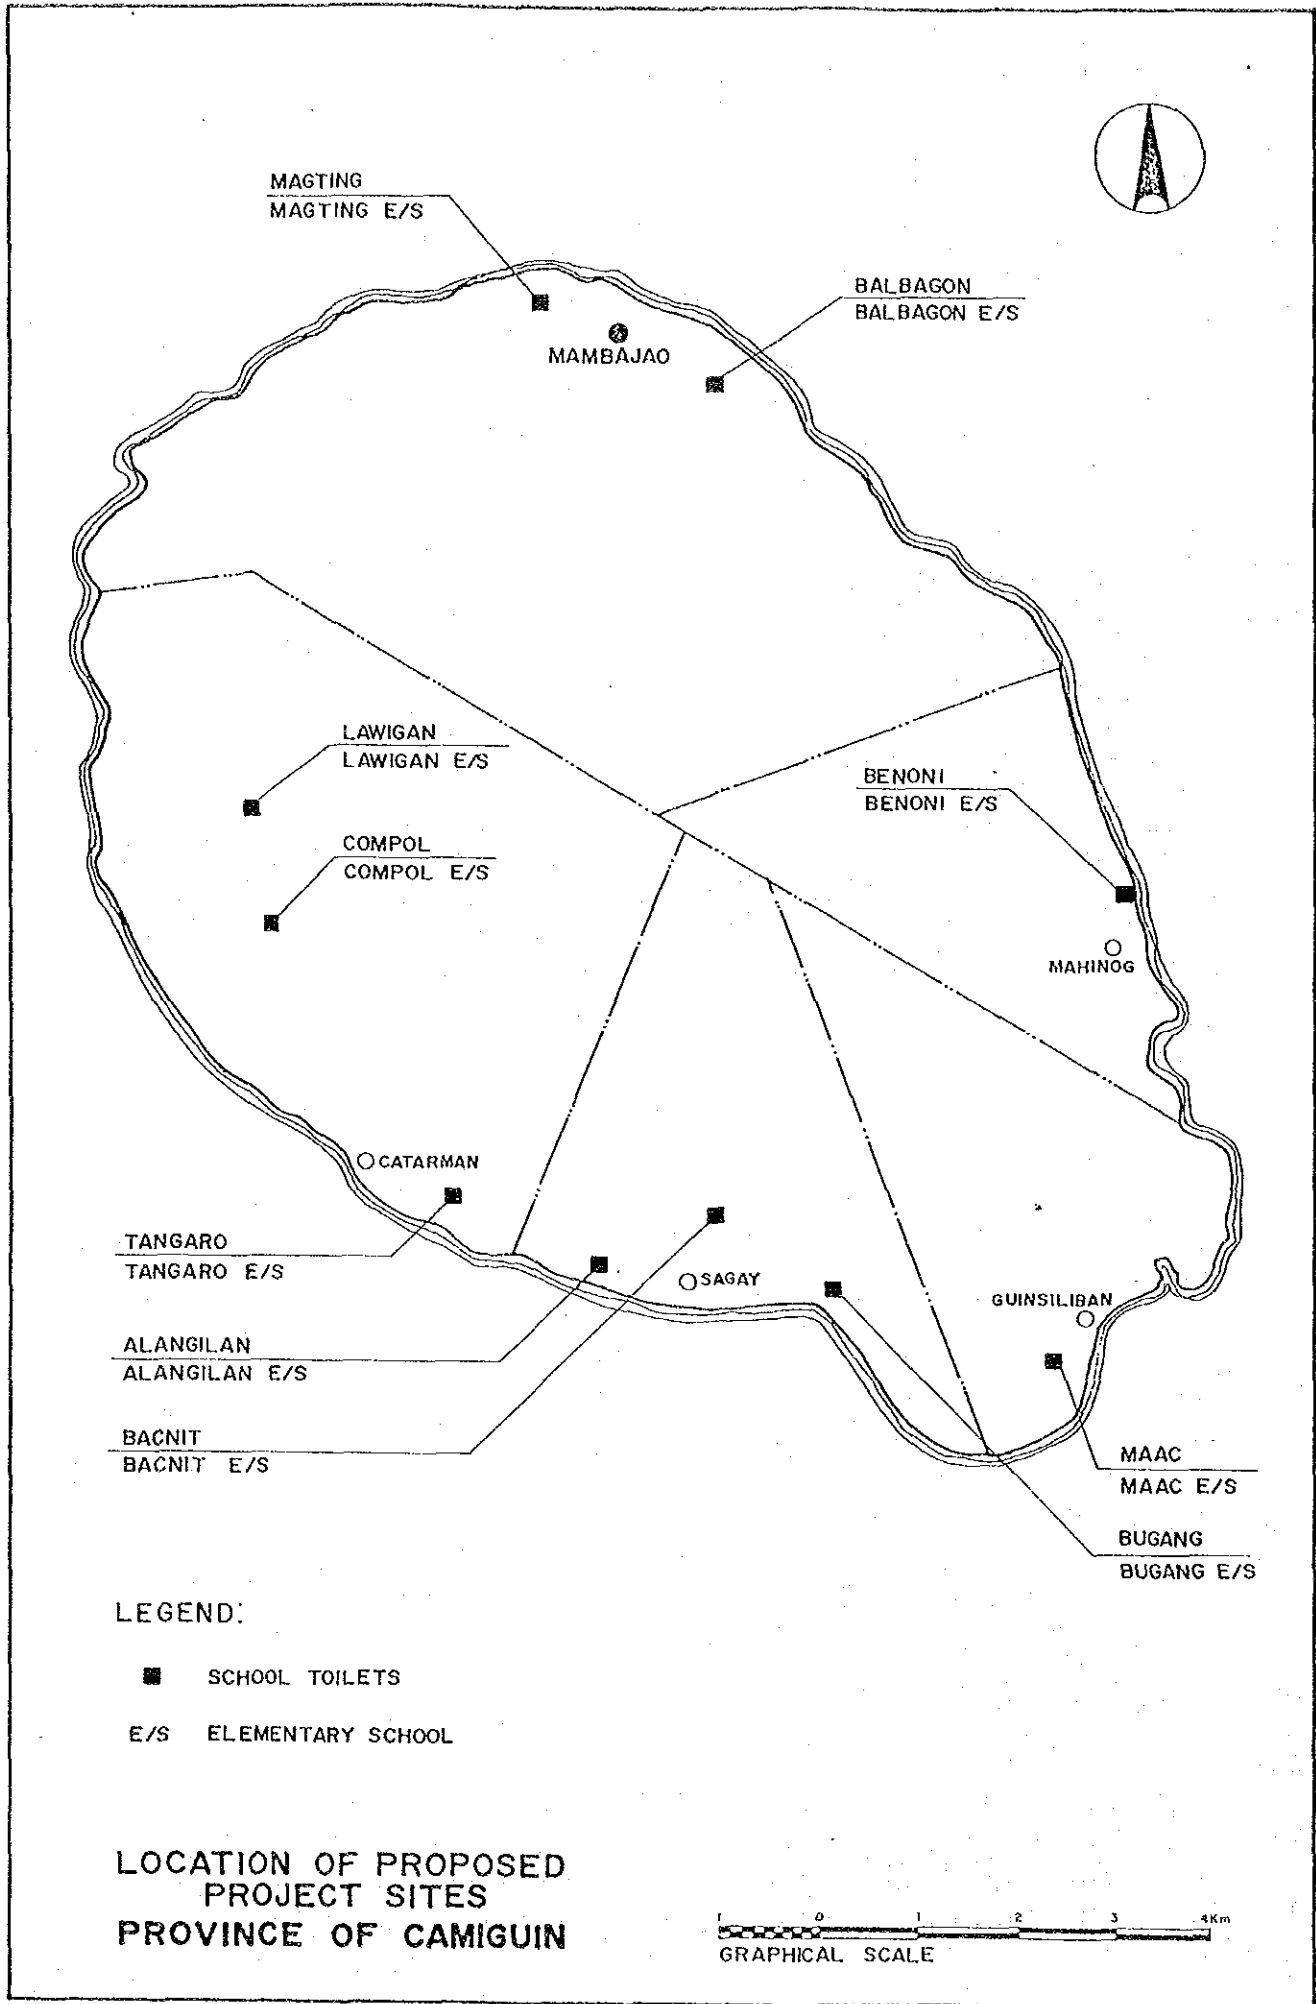 MAGTING
MAGTING E/S
BALBAGON
BALBAGON E/S
MAMBAJAO
LAWIGAN
LAWIGAN E/S
BENONI
BENONI E/S
COMPOL
COMPOL E/S
MAHINOG
CATARMAN
TANGARO
TANGARO E/S
SAGAY
GUINSILIBAN
ALANGILAN
ALANGILAN E/S
BACNIT
BACNIT E/S
MAAC
MAAC E/S
BUGANG
BUGANG E/S
LEGEND:
SCHOOL TOILETS
E/S ELEMENTARY SCHOOL
LOCATION OF PROPOSED
PROJECT SITES
PROVINCE OF CAMIGUIN
1 0 1 2 3 4Km
GRAPHICAL SCALE